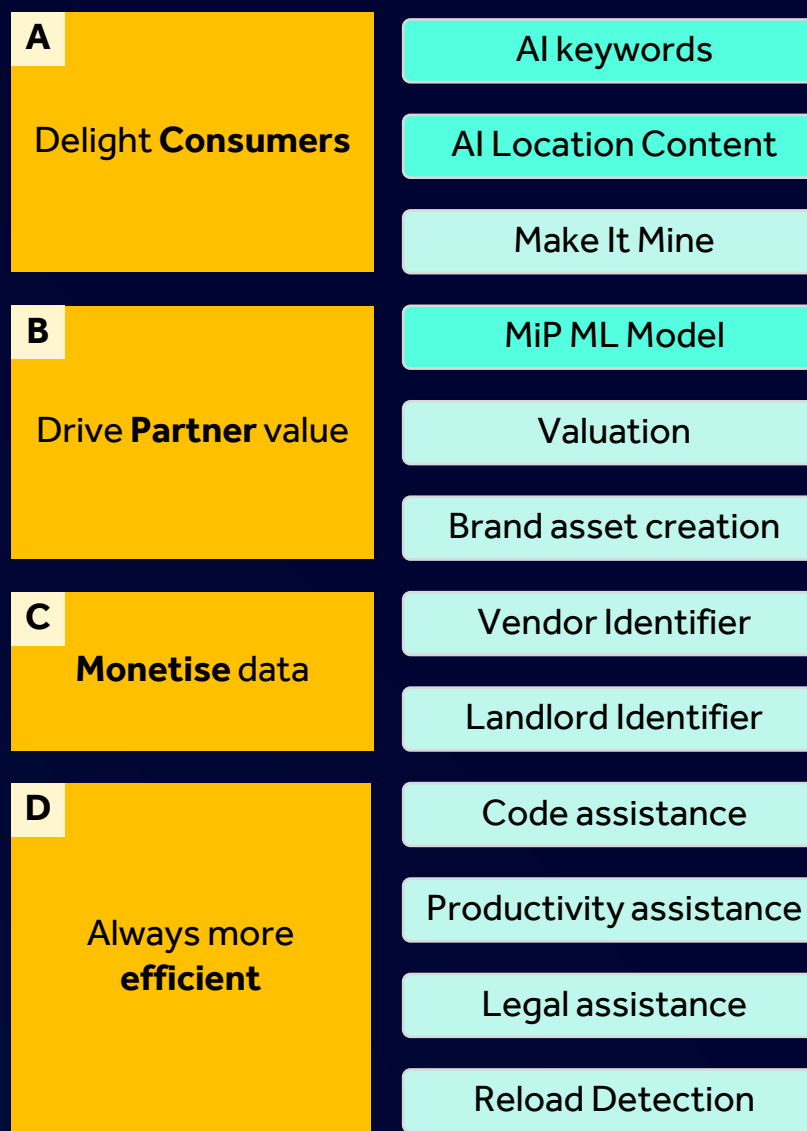 A
Delight Consumers
AI keywords
AI Location Content
Make It Mine
B
Drive Partner value
MiP ML Model
Valuation
Brand asset creation
C
Monetise data
Vendor Identifier
Landlord Identifier
D
Always more
efficient
Code assistance
Productivity assistance
Legal assistance
Reload Detection